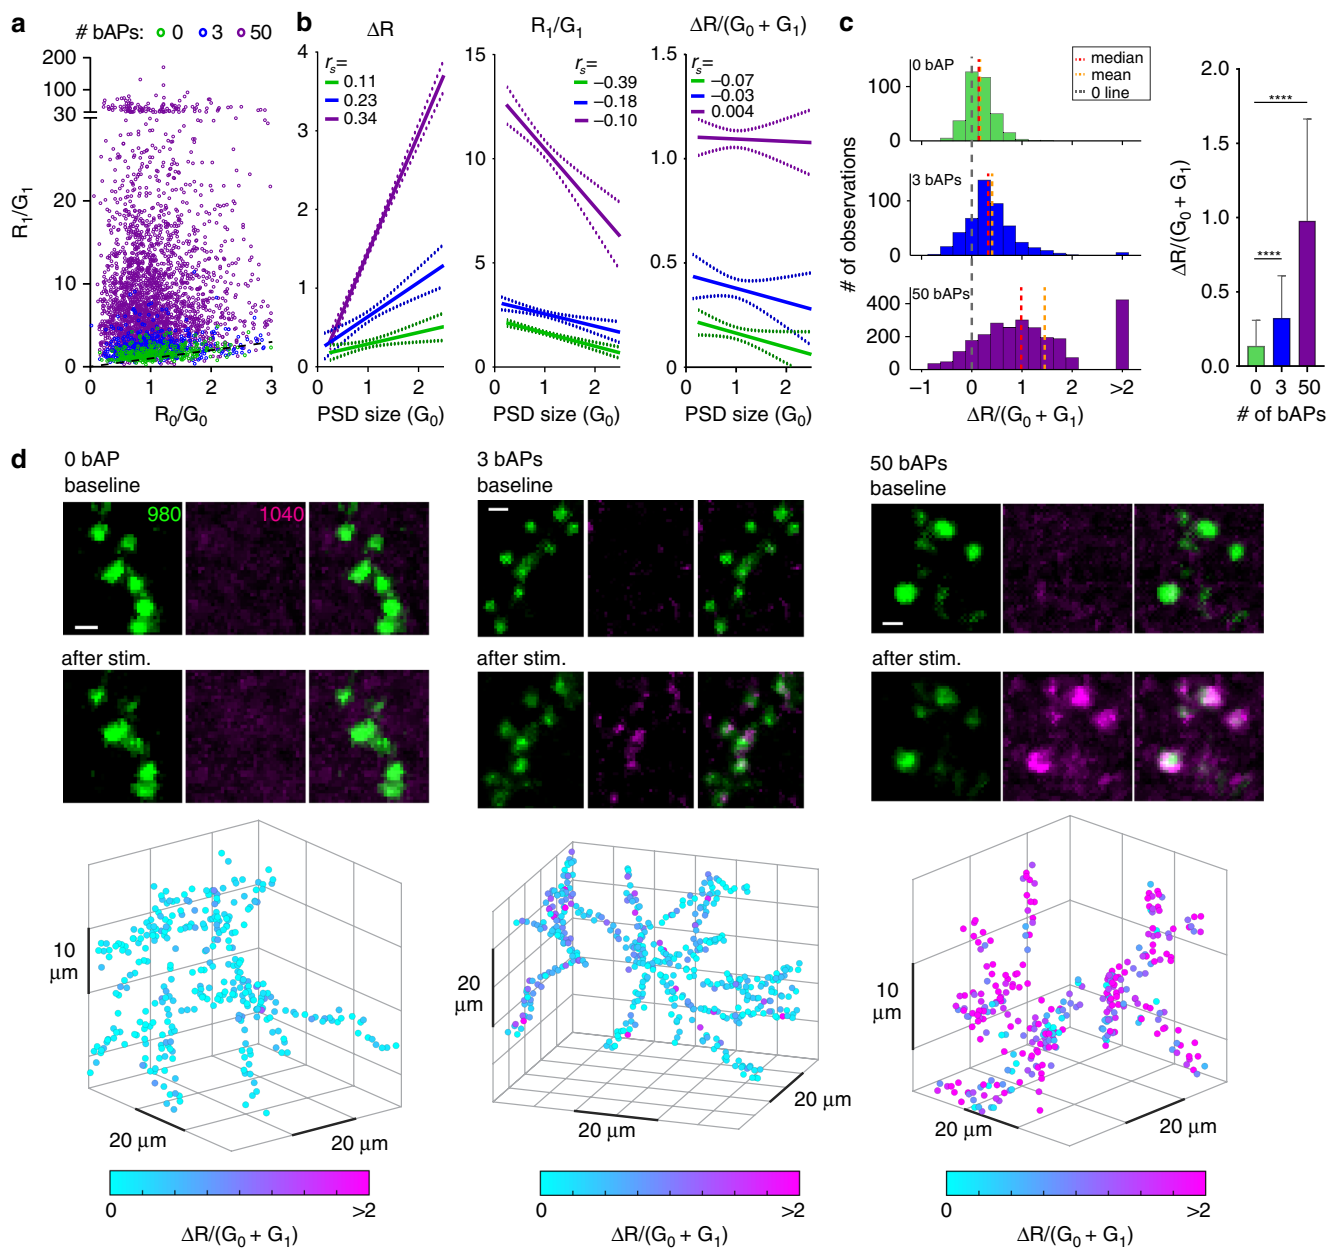 a
# bAPs: 0 3 50
200
100
30
20
10
0
R1/G1
0 1 2 3
R0/G0
b
ΔR
rs=
0.11
0.23
0.34
4
3
2
1
0
0 1 2
PSD size (G0)
R1/G1
rs=
−0.39
−0.18
−0.10
15
10
5
0
0 1 2
PSD size (G0)
ΔR/(G0 + G1)
rs=
−0.07
−0.03
0.004
1.5
1.0
0.5
0
0 1 2
PSD size (G0)
c
# of observations
0 bAP
100
0
3 bAPs
100
0
50 bAPs
400
200
0
−1 0 1 2 >2
ΔR/(G0 + G1)
median
mean
0 line
ΔR/(G0 + G1)
2.0
1.5
1.0
0.5
0.0
****
****
0 3 50
# of bAPs
d
0 bAP
baseline
980
1040
after stim.
10
μm
20 μm
20 μm
0
>2
ΔR/(G0 + G1)
3 bAPs
baseline
after stim.
20
μm
20 μm
20 μm
0
>2
ΔR/(G0 + G1)
50 bAPs
baseline
after stim.
10
μm
20 μm
20 μm
0
>2
ΔR/(G0 + G1)